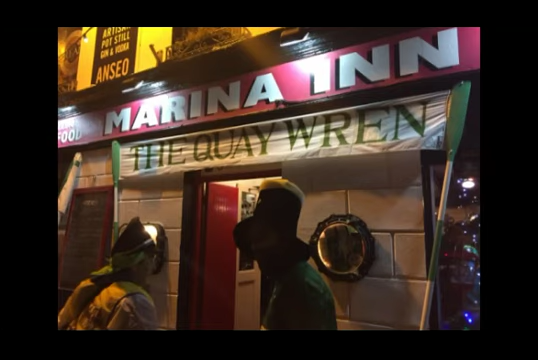 ARTISAN
POT STILL
GIN & VODKA
ANSEO
FOOD
MARINA INN
THE QUAY WREN